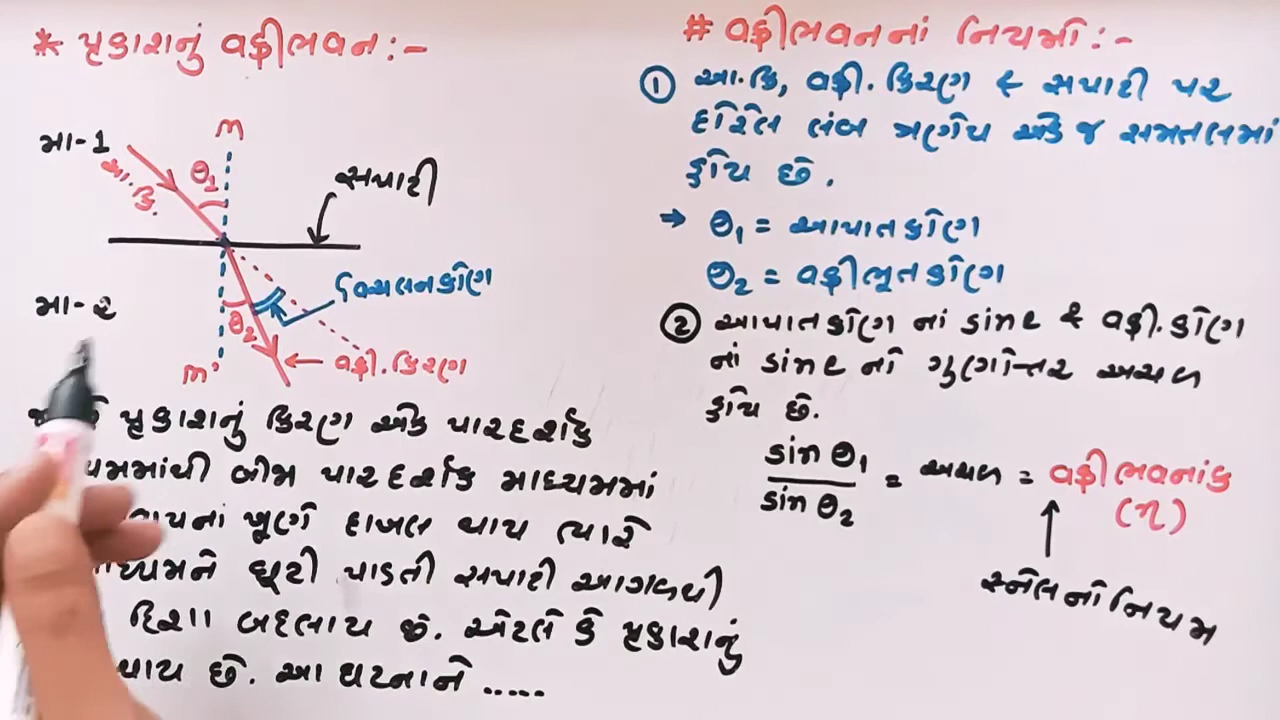 * પ્રકાશનું વક્રીભવન:-
મા-1
આ.કિ.
θ1
M
સપાટી
મા-૨
θ2
વિચલનકોણ
M'
વક્રી.કિરણ
પ્રકાશનું કિરણ એક પારદર્શક
યમમાંથી બીજા પારદર્શક માધ્યમમાં
ખૂણે દાખલ થાય ત્યારે
માધ્યમને છૂટી પાડતી સપાટી આગળથી
દિશા બદલાય છે. એટલે કે પ્રકાશનું
થાય છે. આ ઘટનાને .....
# વક્રીભવનનાં નિયમો:-
① આ.કિ, વક્રી.કિરણ & સપાટી પર
દોરેલ લંબ ત્રણેય એક જ સમતલમાં
હોય છે.
→ θ1 = આપાતકોણ
θ2 = વક્રીભૂતકોણ
② આપાતકોણ નાં sine & વક્રી.કોણ
નાં sine નો ગુણોત્તર અચળ
હોય છે.
sin θ1 / sin θ2 = અચળ = વક્રીભવનાંક
(η)
સ્નેલનો નિયમ